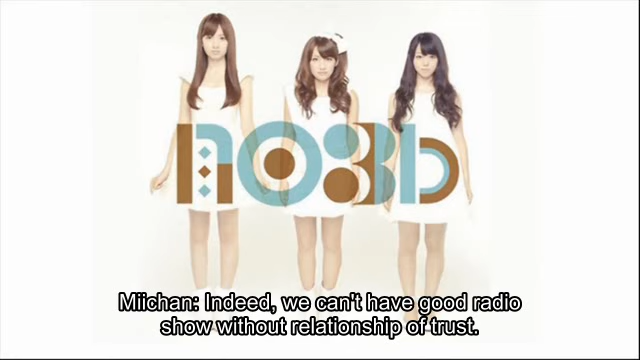 no3b
Miichan: Indeed, we can't have good radio
show without relationship of trust.